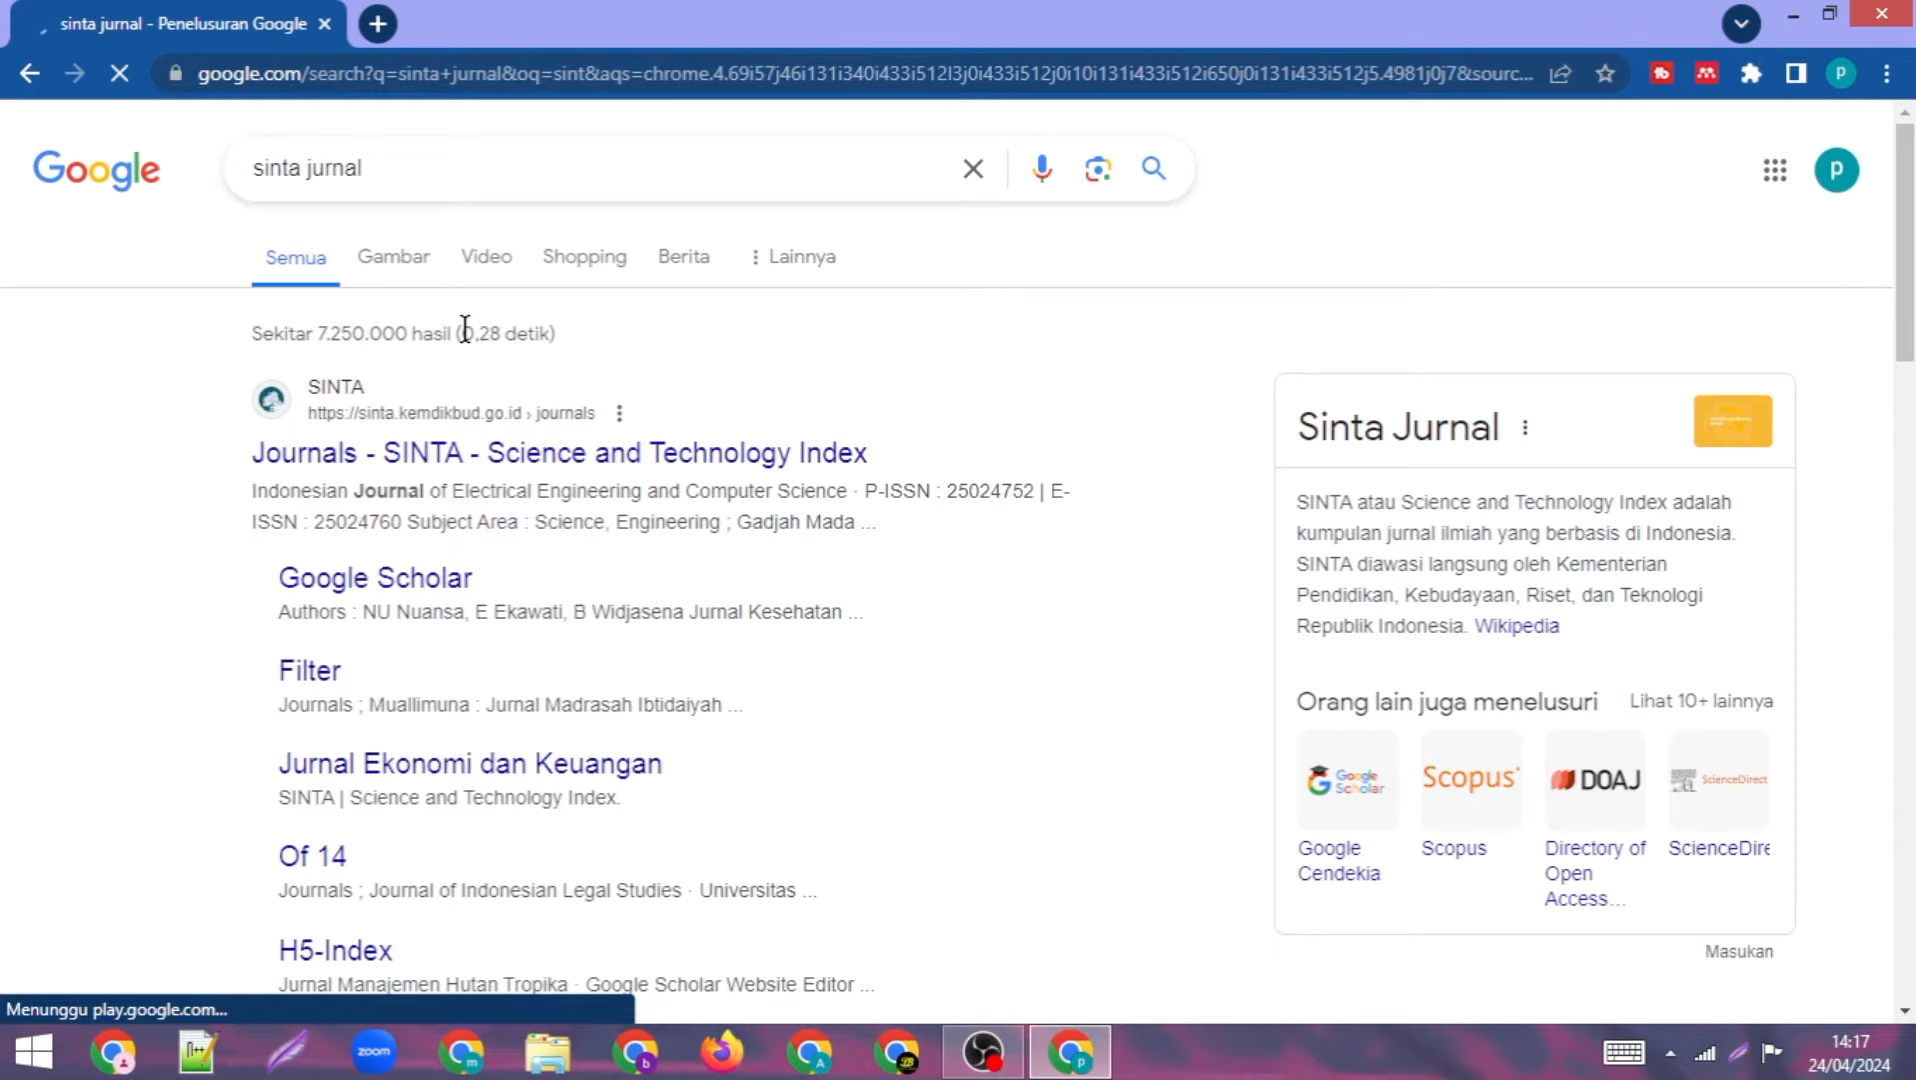 sinta jurnal - Penelusuran Google
google.com/search?q=sinta+jurnal&oq=sint&aqs=chrome.4.69i57j46i131i340i433i512l3j0i433i512j0i10i131i433i512i650j0i131i433i512j5.4981j0j7&sourc...
P
Google
sinta jurnal
P
Semua Gambar Video Shopping Berita Lainnya
Sekitar 7.250.000 hasil (0,28 detik)
SINTA
https://sinta.kemdikbud.go.id › journals
Journals - SINTA - Science and Technology Index
Indonesian Journal of Electrical Engineering and Computer Science · P-ISSN : 25024752 | E-
ISSN : 25024760 Subject Area : Science, Engineering ; Gadjah Mada ...
Google Scholar
Authors : NU Nuansa, E Ekawati, B Widjasena Jurnal Kesehatan ...
Filter
Journals ; Muallimuna : Jurnal Madrasah Ibtidaiyah ...
Jurnal Ekonomi dan Keuangan
SINTA | Science and Technology Index.
Of 14
Journals ; Journal of Indonesian Legal Studies · Universitas ...
H5-Index
Jurnal Manajemen Hutan Tropika · Google Scholar Website Editor ...
Sinta Jurnal
SINTA atau Science and Technology Index adalah
kumpulan jurnal ilmiah yang berbasis di Indonesia.
SINTA diawasi langsung oleh Kementerian
Pendidikan, Kebudayaan, Riset, dan Teknologi
Republik Indonesia. Wikipedia
Orang lain juga menelusuri Lihat 10+ lainnya
Google Scholar
Scopus
DOAJ
ScienceDirect
Google Cendekia
Scopus
Directory of Open Access...
ScienceDire
Masukan
Menunggu play.google.com...
zoom
14:17
24/04/2024